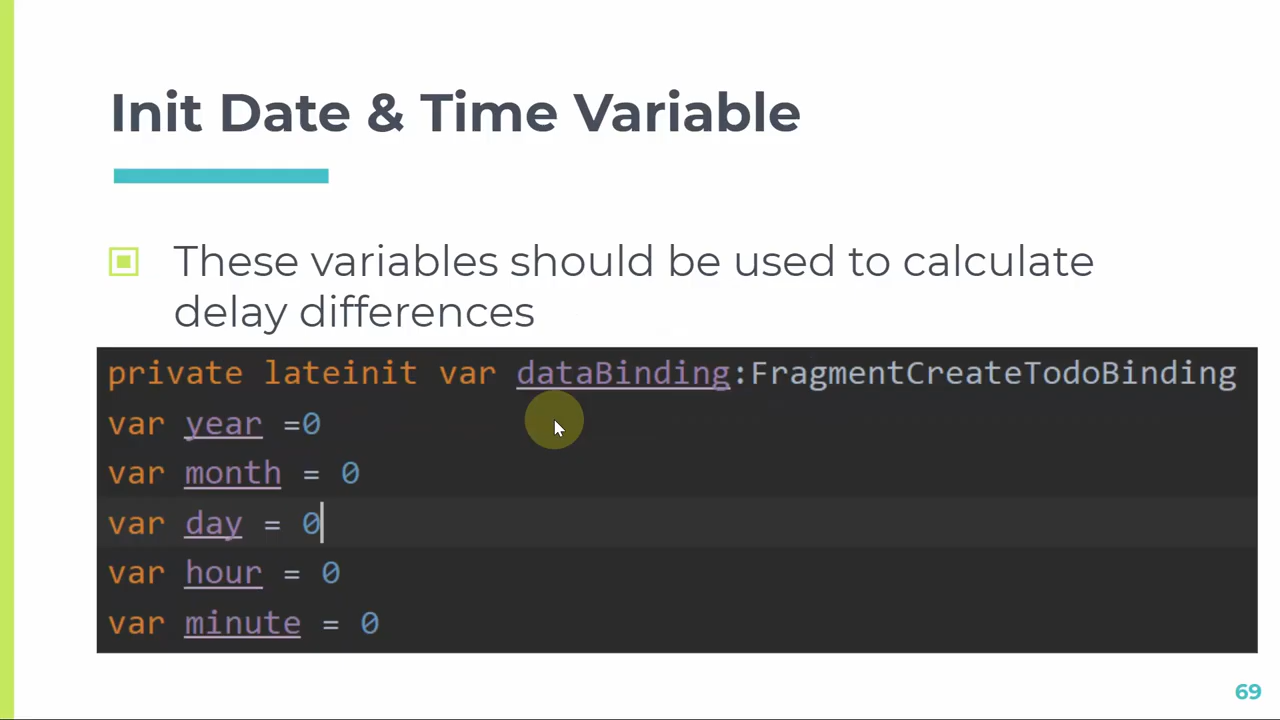 Init Date & Time Variable
These variables should be used to calculate
delay differences
private lateinit var dataBinding:FragmentCreateTodoBinding
var year =0
var month = 0
var day = 0
var hour = 0
var minute = 0
69